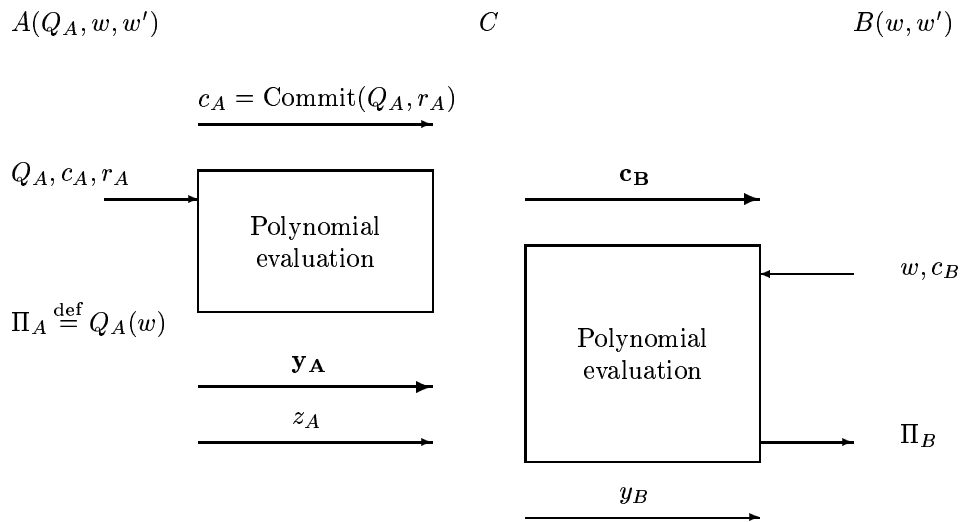 A(Q_A, w, w′) C B(w, w′)
c_A = Commit(Q_A, r_A)
Q_A, c_A, r_A
c_B
Polynomial
evaluation
w, c_B
Π_A def= Q_A(w)
Polynomial
evaluation
y_A
z_A
Π_B
y_B